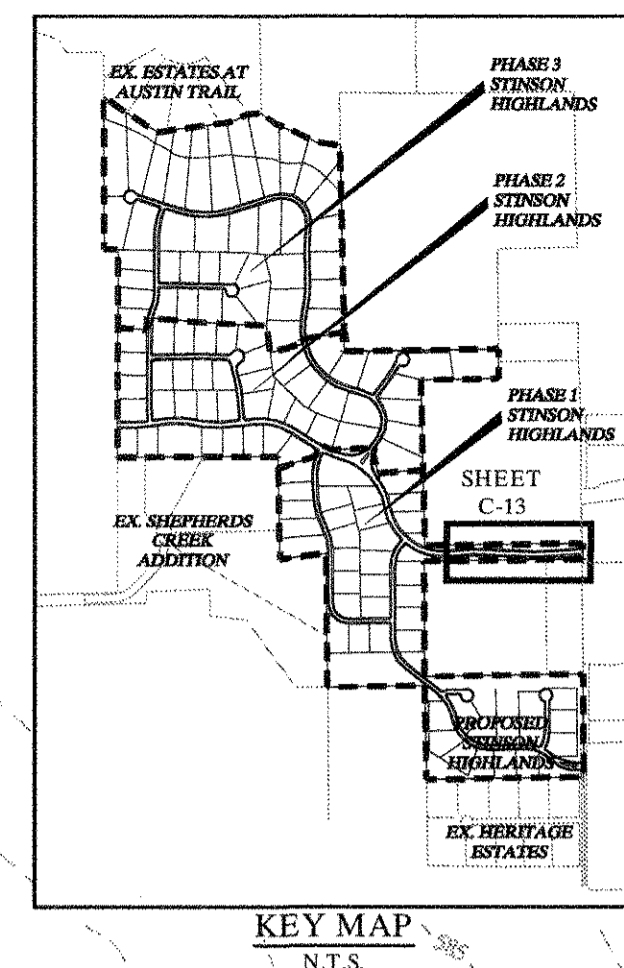 EX. ESTATES AT
AUSTIN TRAIL
PHASE 3
STINSON
HIGHLANDS
PHASE 2
STINSON
HIGHLANDS
PHASE 1
STINSON
HIGHLANDS
SHEET
C-13
EX. SHEPHERDS
CREEK
ADDITION
PROPOSED
STINSON
HIGHLANDS
EX. HERITAGE
ESTATES
KEY MAP
N.T.S.
585